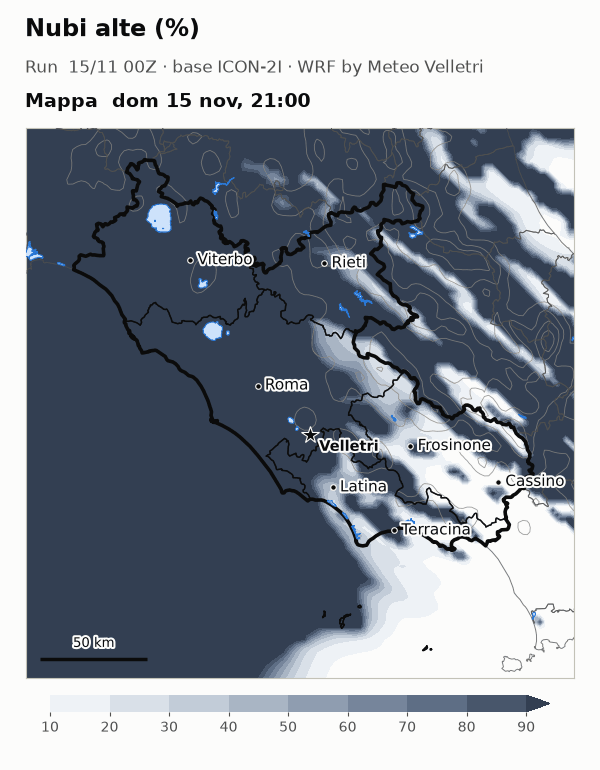 Nubi alte (%)
Run 15/11 00Z · base ICON-2I · WRF by Meteo Velletri
Mappa dom 15 nov, 21:00
Viterbo
Rieti
Roma
Velletri
Frosinone
Cassino
Latina
Terracina
50 km
10 20 30 40 50 60 70 80 90